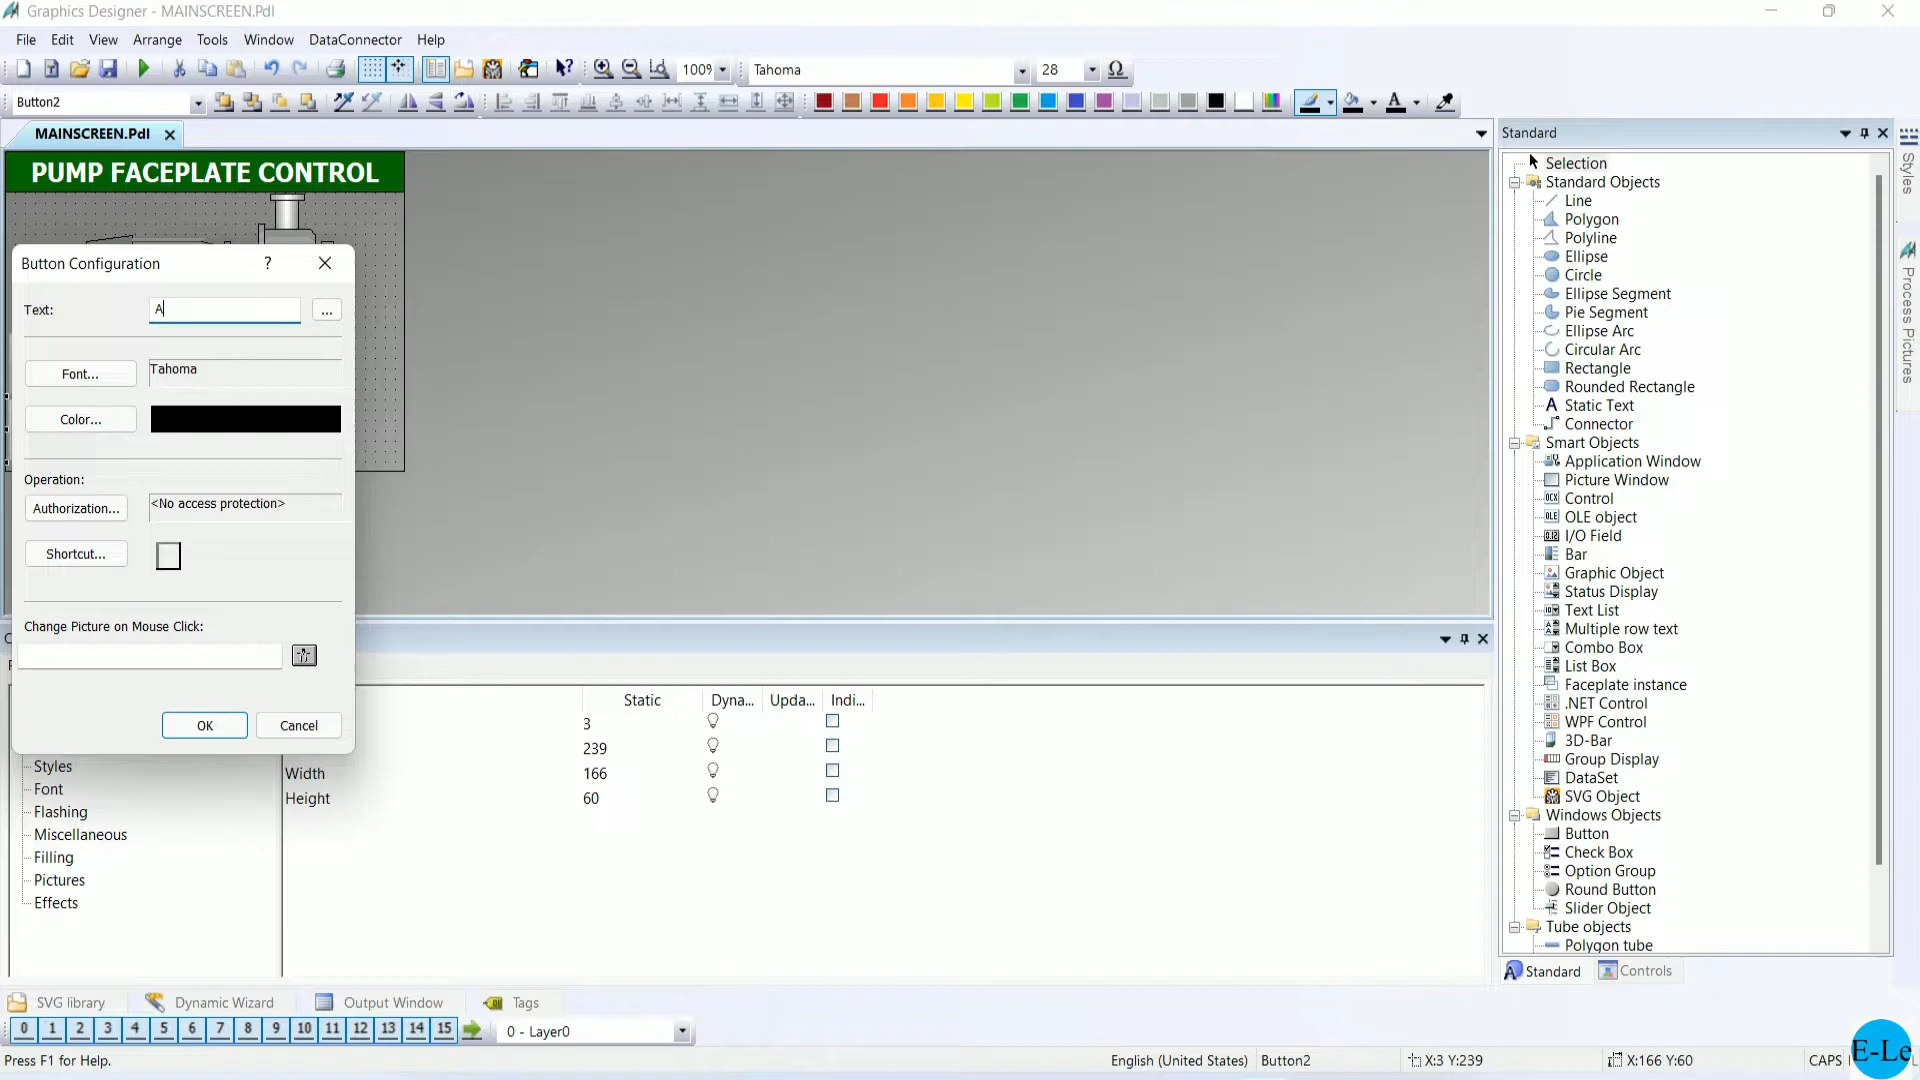 Graphics Designer - MAINSCREEN.Pdl
File Edit View Arrange Tools Window DataConnector Help
100% Tahoma 28 Ω
Button2
MAINSCREEN.Pdl
PUMP FACEPLATE CONTROL
Button Configuration ?
Text: A ...
Font... Tahoma
Color...
Operation:
Authorization... <No access protection>
Shortcut...
Change Picture on Mouse Click:
OK Cancel
Static Dyna... Upda... Indi...
3
239
Width 166
Height 60
Styles
Font
Flashing
Miscellaneous
Filling
Pictures
Effects
Standard
Selection
Standard Objects
Line
Polygon
Polyline
Ellipse
Circle
Ellipse Segment
Pie Segment
Ellipse Arc
Circular Arc
Rectangle
Rounded Rectangle
Static Text
Connector
Smart Objects
Application Window
Picture Window
Control
OLE object
I/O Field
Bar
Graphic Object
Status Display
Text List
Multiple row text
Combo Box
List Box
Faceplate instance
.NET Control
WPF Control
3D-Bar
Group Display
DataSet
SVG Object
Windows Objects
Button
Check Box
Option Group
Round Button
Slider Object
Tube objects
Polygon tube
Standard Controls
Styles
Process Pictures
SVG library Dynamic Wizard Output Window Tags
0 1 2 3 4 5 6 7 8 9 10 11 12 13 14 15 0 - Layer0
Press F1 for Help. English (United States) Button2 X:3 Y:239 X:166 Y:60 CAPS
E-Le